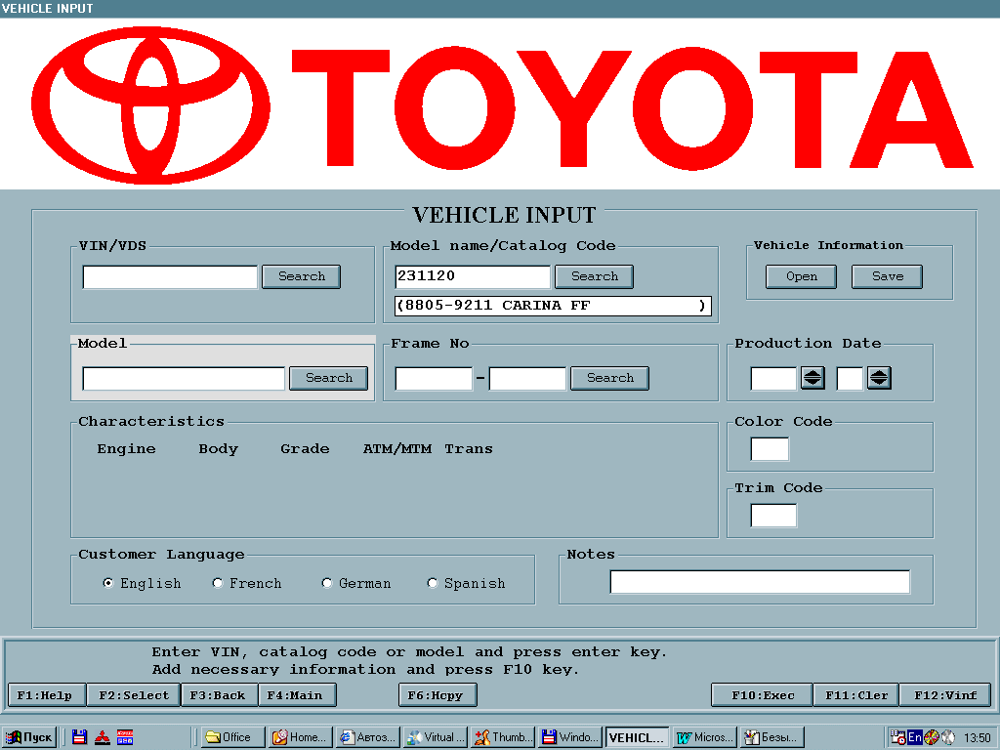 VEHICLE INPUT
TOYOTA
VEHICLE INPUT
VIN/VDS
Search
Model name/Catalog Code
231120
Search
(8805-9211 CARINA FF )
Vehicle Information
Open
Save
Model
Search
Frame No
-
Search
Production Date
Characteristics
Engine Body Grade ATM/MTM Trans
Color Code
Trim Code
Customer Language
English French German Spanish
Notes
Enter VIN, catalog code or model and press enter key.
Add necessary information and press F10 key.
F1:Help F2:Select F3:Back F4:Main F6:Hcpy F10:Exec F11:Cler F12:Vinf
Пуск Office Home... Автоз... Virtual ... Thumb... Windo... VEHICL... Micros... Безы... En 13:50